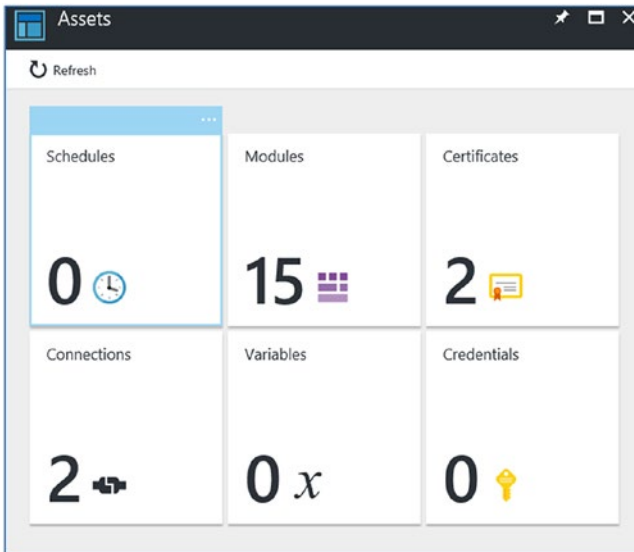 Assets
Refresh
...
Schedules
Modules
Certificates
0
15
2
Connections
Variables
Credentials
2
0 x
0